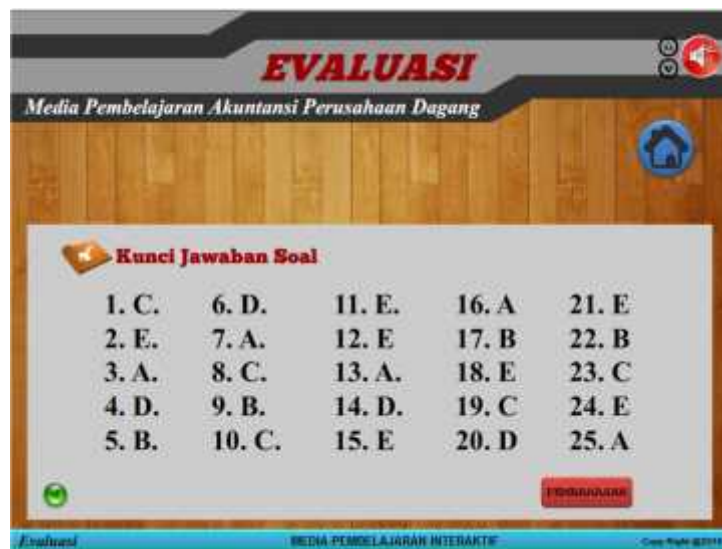 EVALUASI
Media Pembelajaran Akuntansi Perusahaan Dagang
Kunci Jawaban Soal
1. C. 6. D. 11. E. 16. A 21. E
2. E. 7. A. 12. E 17. B 22. B
3. A. 8. C. 13. A. 18. E 23. C
4. D. 9. B. 14. D. 19. C 24. E
5. B. 10. C. 15. E 20. D 25. A
Evaluasi MEDIA PEMBELAJARAN INTERAKTIF Copy Right